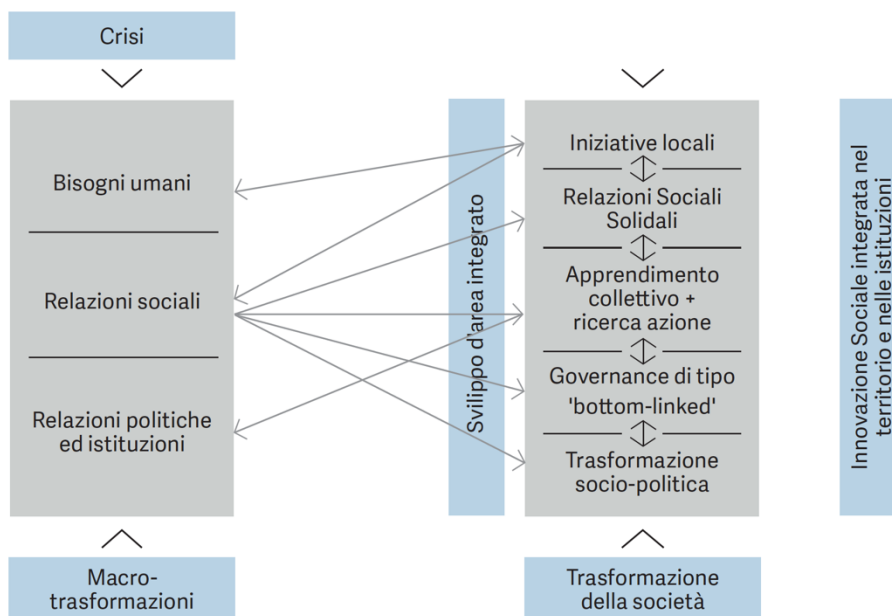 Crisi
Bisogni umani
Relazioni sociali
Relazioni politiche
ed istituzioni
Macro-
trasformazioni
Sviluppo d'area integrato
Iniziative locali
Relazioni Sociali
Solidali
Apprendimento
collettivo +
ricerca azione
Governance di tipo
'bottom-linked'
Trasformazione
socio-politica
Trasformazione
della società
Innovazione Sociale integrata nel
territorio e nelle istituzioni